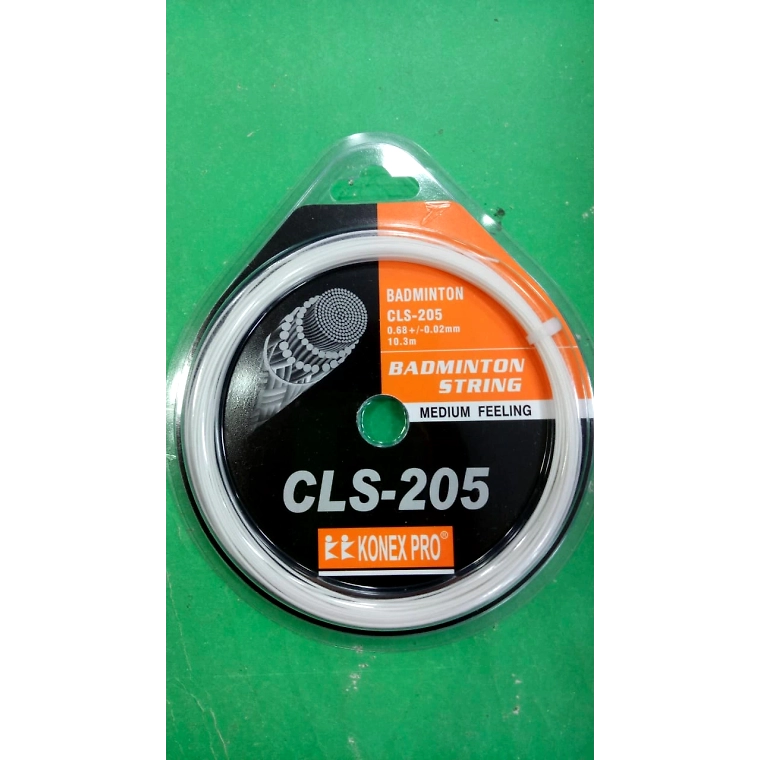 BADMINTON
CLS-205
0.68+/-0.02mm
10.3m
BADMINTON
STRING
MEDIUM FEELING
CLS-205
KONEX PRO®